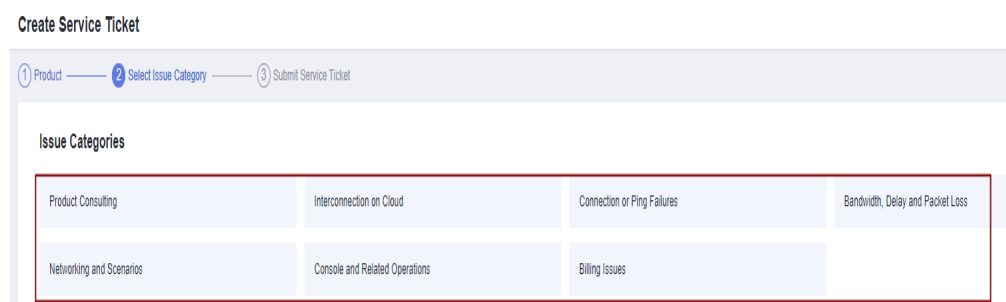 Create Service Ticket
1 Product 2 Select Issue Category 3 Submit Service Ticket
Issue Categories
Product Consulting Interconnection on Cloud Connection or Ping Failures Bandwidth, Delay and Packet Loss
Networking and Scenarios Console and Related Operations Billing Issues